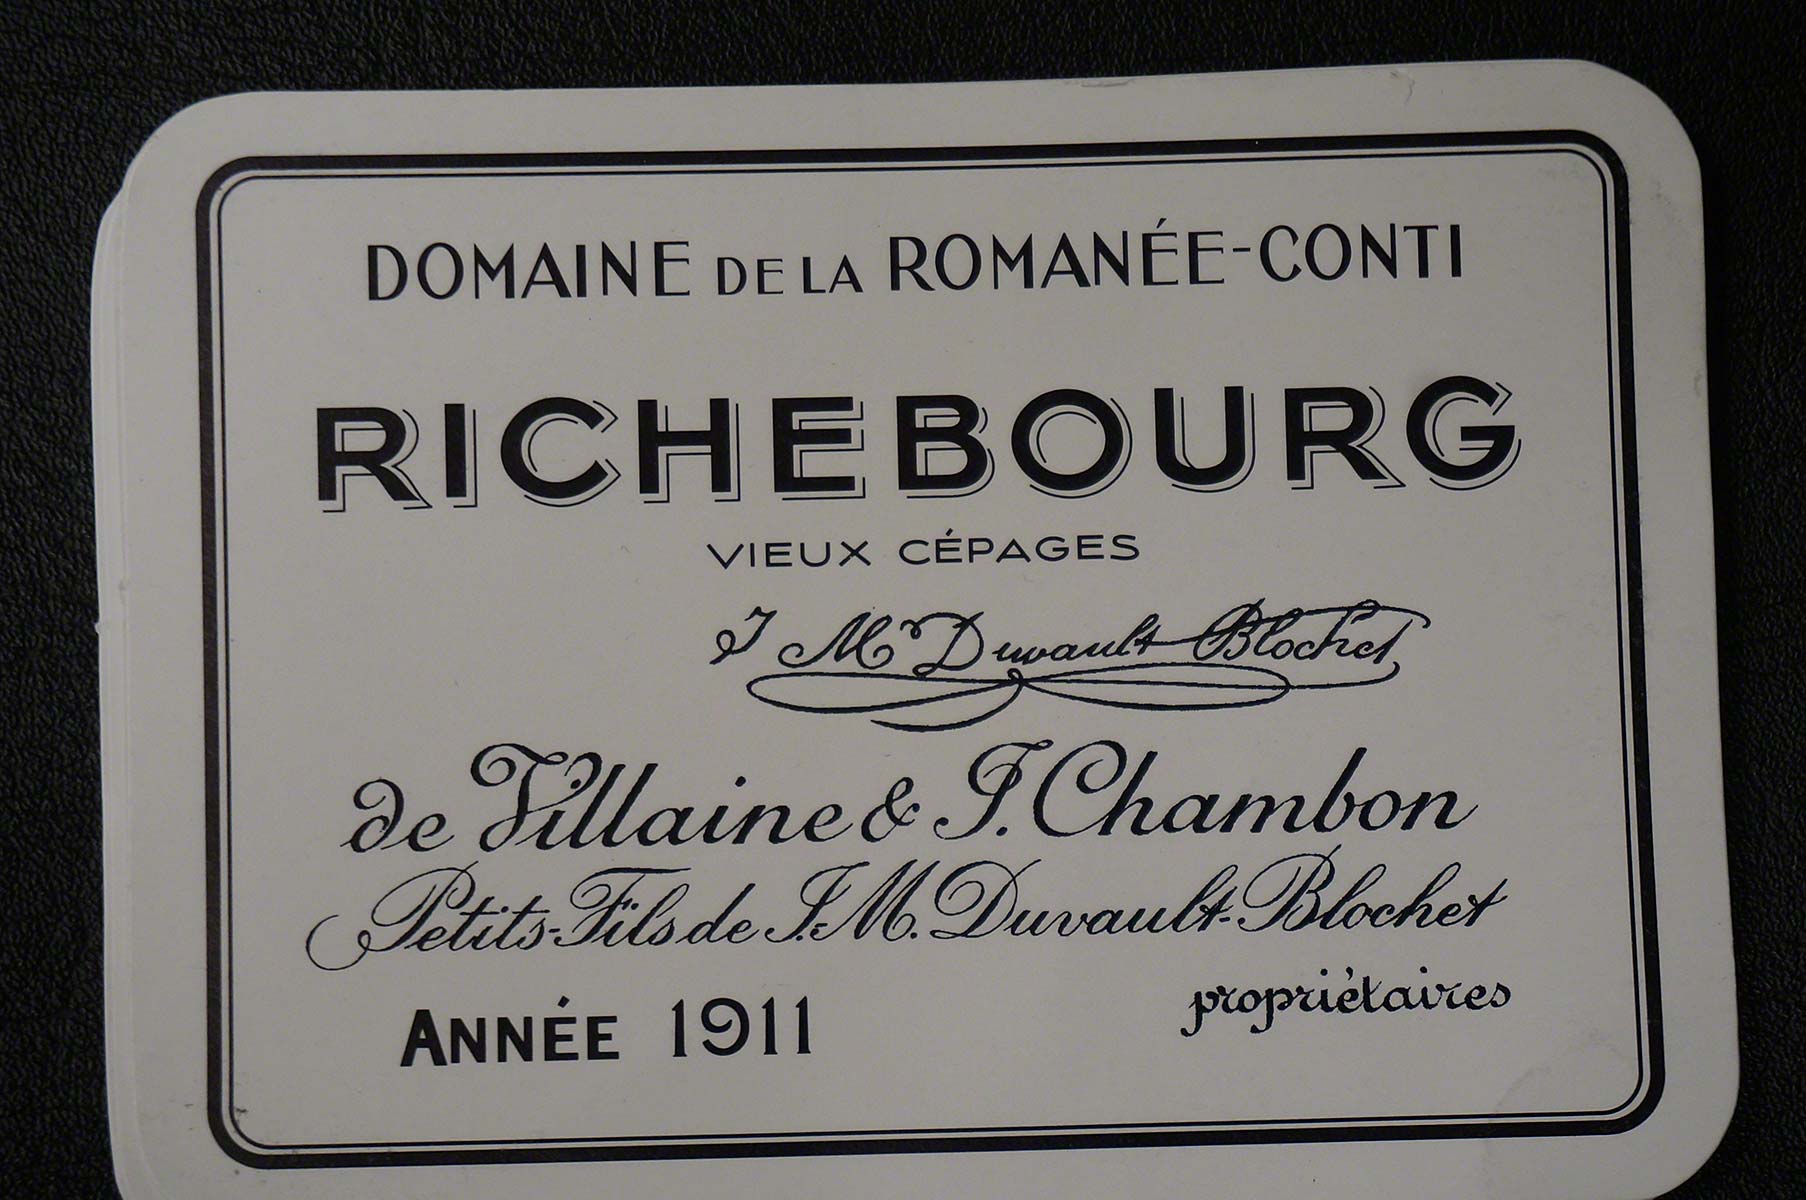 DOMAINE DE LA ROMANÉE-CONTI
RICHEBOURG
VIEUX CÉPAGES
J Mr Duvault-Blochet
de Villaine & J. Chambon
Petits-Fils de J.M. Duvault-Blochet
propriétaires
ANNÉE 1911